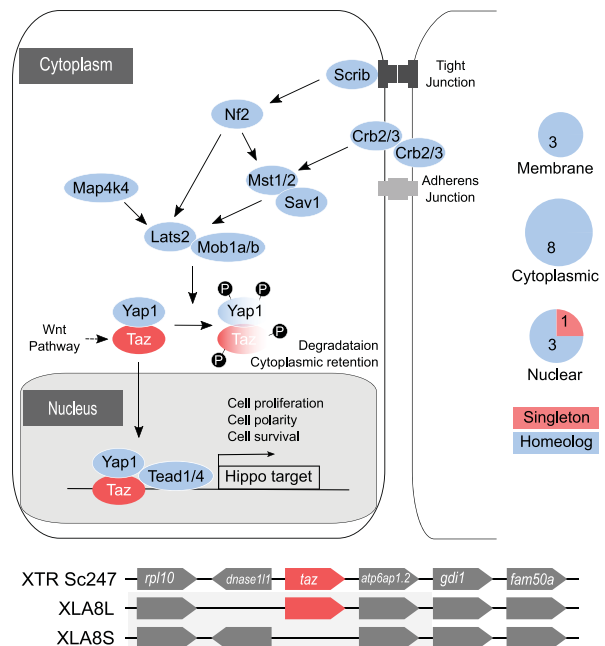 Cytoplasm
Scrib
Tight
Junction
Nf2
Crb2/3
Crb2/3
3
Membrane
Mst1/2
Map4k4
Sav1
Adherens
Junction
Lats2
Mob1a/b
8
Cytoplasmic
P
P
Yap1
Yap1
Wnt
Pathway
Taz
Taz
P
P
Degradataion
Cytoplasmic retention
1
3
Nuclear
Nucleus
Cell proliferation
Cell polarity
Cell survival
Singleton
Homeolog
Yap1
Tead1/4
Taz
Hippo target
XTR Sc247 rpl10 dnase1l1 taz atp6ap1.2 gdi1 fam50a
XLA8L
XLA8S